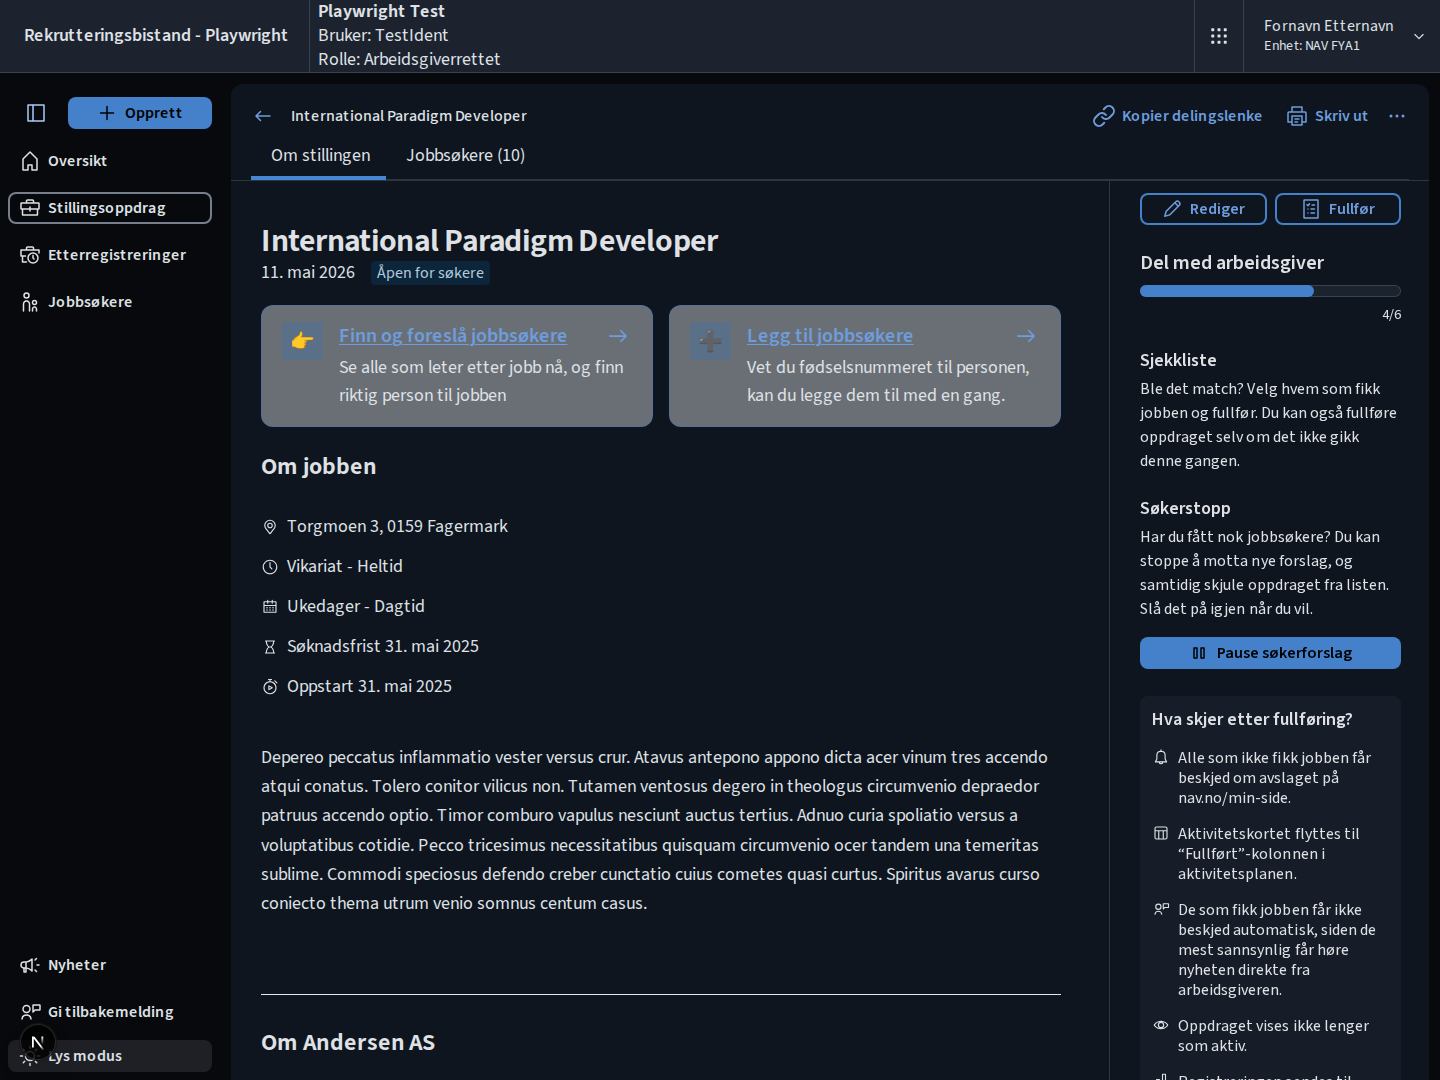 Rekrutteringsbistand - Playwright
Playwright Test
Bruker: TestIdent
Rolle: Arbeidsgiverrettet
Fornavn Etternavn
Enhet: NAV FYA1
Opprett
Oversikt
Stillingsoppdrag
Etterregistreringer
Jobbsøkere
Nyheter
Gi tilbakemelding
N
Lys modus
International Paradigm Developer
Kopier delingslenke
Skriv ut
Om stillingen
Jobbsøkere (10)
International Paradigm Developer
11. mai 2026
Åpen for søkere
Finn og foreslå jobbsøkere
Se alle som leter etter jobb nå, og finn
riktig person til jobben
Legg til jobbsøkere
Vet du fødselsnummeret til personen,
kan du legge dem til med en gang.
Om jobben
Torgmoen 3, 0159 Fagermark
Vikariat - Heltid
Ukedager - Dagtid
Søknadsfrist 31. mai 2025
Oppstart 31. mai 2025
Depereo peccatus inflammatio vester versus crur. Atavus antepono appono dicta acer vinum tres accendo
atqui conatus. Tolero conitor vilicus non. Tutamen ventosus degero in theologus circumvenio depraedor
patruus accendo optio. Timor comburo vapulus nesciunt auctus tertius. Adnuo curia spoliatio versus a
voluptatibus cotidie. Pecco tricesimus necessitatibus quisquam circumvenio ocer tandem una temeritas
sublime. Commodi speciosus defendo creber cunctatio cuius cometes quasi curtus. Spiritus avarus curso
coniecto thema utrum venio somnus centum casus.
Om Andersen AS
Rediger
Fullfør
Del med arbeidsgiver
4/6
Sjekkliste
Ble det match? Velg hvem som fikk
jobben og fullfør. Du kan også fullføre
oppdraget selv om det ikke gikk
denne gangen.
Søkerstopp
Har du fått nok jobbsøkere? Du kan
stoppe å motta nye forslag, og
samtidig skjule oppdraget fra listen.
Slå det på igjen når du vil.
Pause søkerforslag
Hva skjer etter fullføring?
Alle som ikke fikk jobben får
beskjed om avslaget på
nav.no/min-side.
Aktivitetskortet flyttes til
“Fullført”-kolonnen i
aktivitetsplanen.
De som fikk jobben får ikke
beskjed automatisk, siden de
mest sannsynlig får høre
nyheten direkte fra
arbeidsgiveren.
Oppdraget vises ikke lenger
som aktiv.